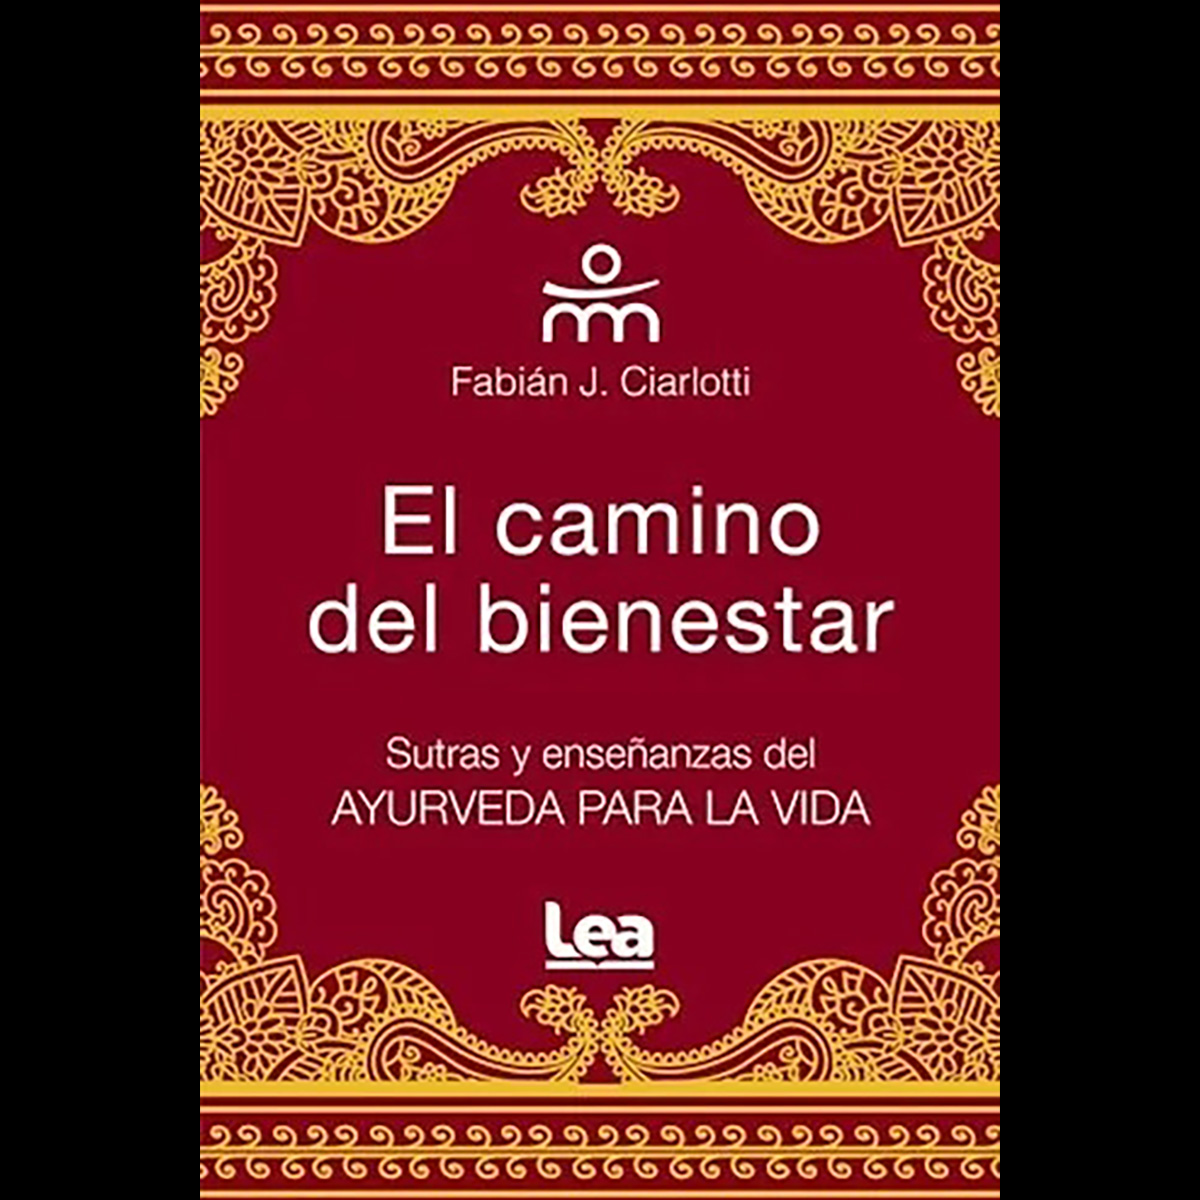 Fabián J. Ciarlotti
El camino
del bienestar
Sutras y enseñanzas del
AYURVEDA PARA LA VIDA
Lea